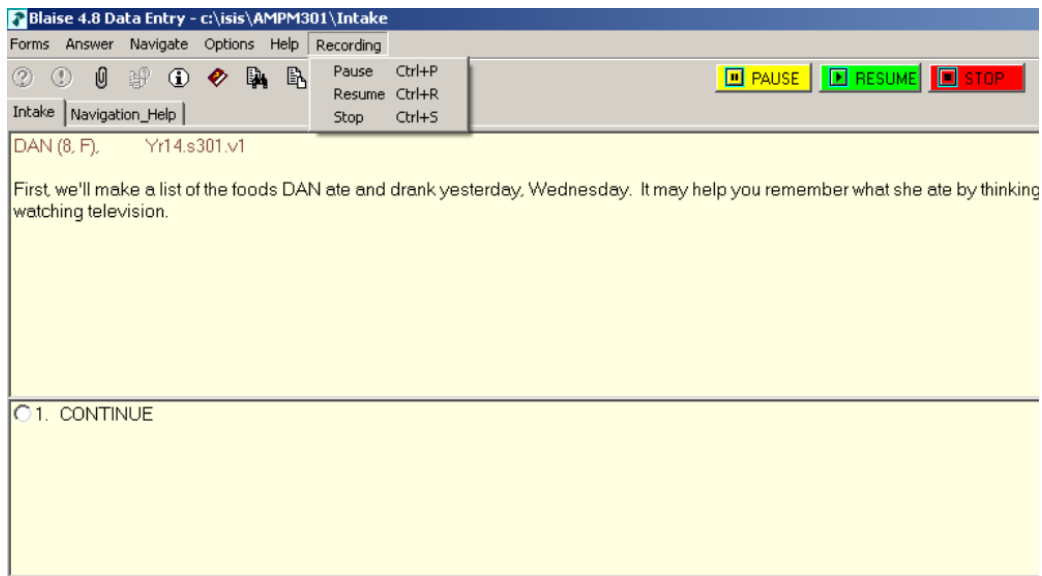 Blaise 4.8 Data Entry - c:\isis\AMPM301\Intake
Forms Answer Navigate Options Help Recording
Pause Ctrl+P
Resume Ctrl+R
Stop Ctrl+S
PAUSE RESUME STOP
Intake Navigation_Help
DAN (8, F), Yr14.s301.v1
First, we'll make a list of the foods DAN ate and drank yesterday, Wednesday. It may help you remember what she ate by thinking
watching television.
1. CONTINUE